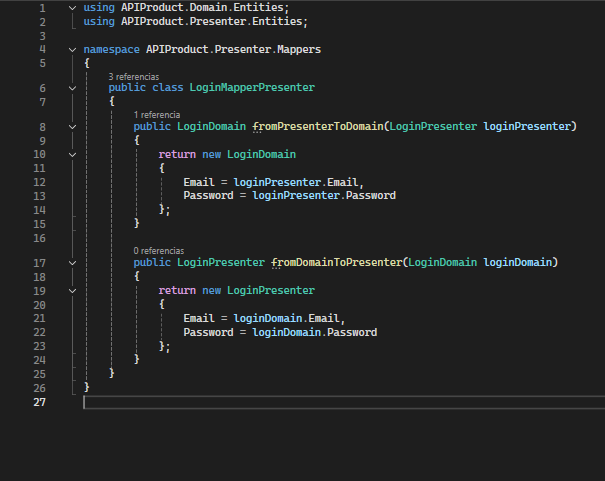 1 using APIProduct.Domain.Entities;
2 using APIProduct.Presenter.Entities;
3
4 namespace APIProduct.Presenter.Mappers
5 {
3 referencias
6 public class LoginMapperPresenter
7 {
1 referencia
8 public LoginDomain fromPresenterToDomain(LoginPresenter loginPresenter)
9 {
10 return new LoginDomain
11 {
12 Email = loginPresenter.Email,
13 Password = loginPresenter.Password
14 };
15 }
16
0 referencias
17 public LoginPresenter fromDomainToPresenter(LoginDomain loginDomain)
18 {
19 return new LoginPresenter
20 {
21 Email = loginDomain.Email,
22 Password = loginDomain.Password
23 };
24 }
25 }
26 }
27